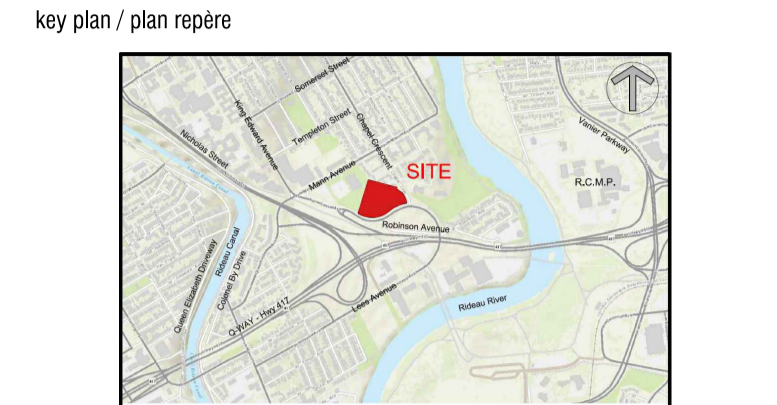 key plan / plan repère
Somerset Street
King Edward Avenue
Templeton Street
Chapel Crescent
Vanier Parkway
Nicholas Street
Mann Avenue
SITE
R.C.M.P.
Robinson Avenue
Queen Elizabeth Driveway
Rideau Canal
Colonel By Drive
Q-WAY - Hwy 417
Lees Avenue
Rideau River